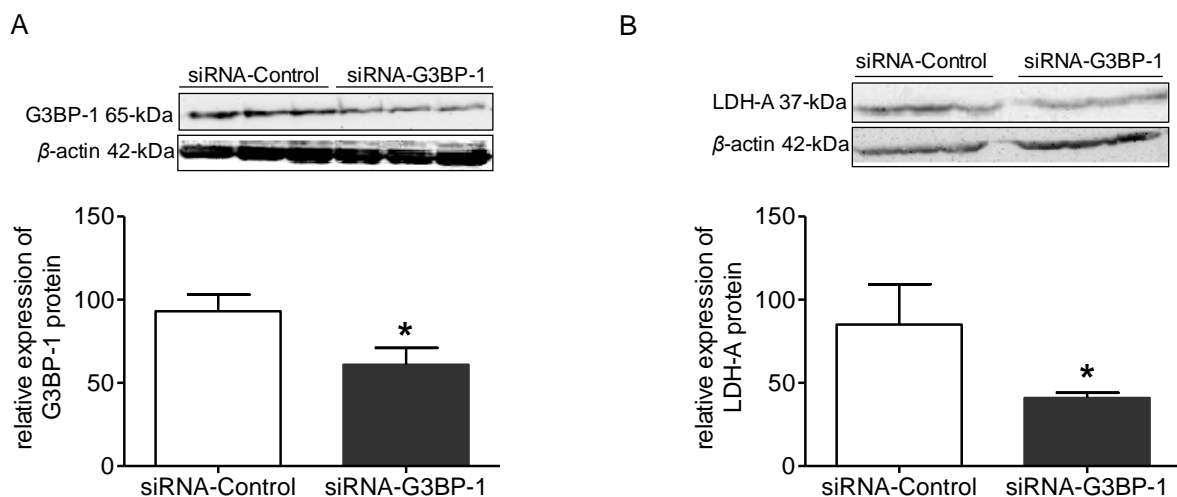 A
siRNA-Control siRNA-G3BP-1
G3BP-1 65-kDa
β-actin 42-kDa
relative expression of
G3BP-1 protein
150
100
50
0
*
siRNA-Control siRNA-G3BP-1
B
siRNA-Control siRNA-G3BP-1
LDH-A 37-kDa
β-actin 42-kDa
relative expression of
LDH-A protein
150
100
50
0
*
siRNA-Control siRNA-G3BP-1